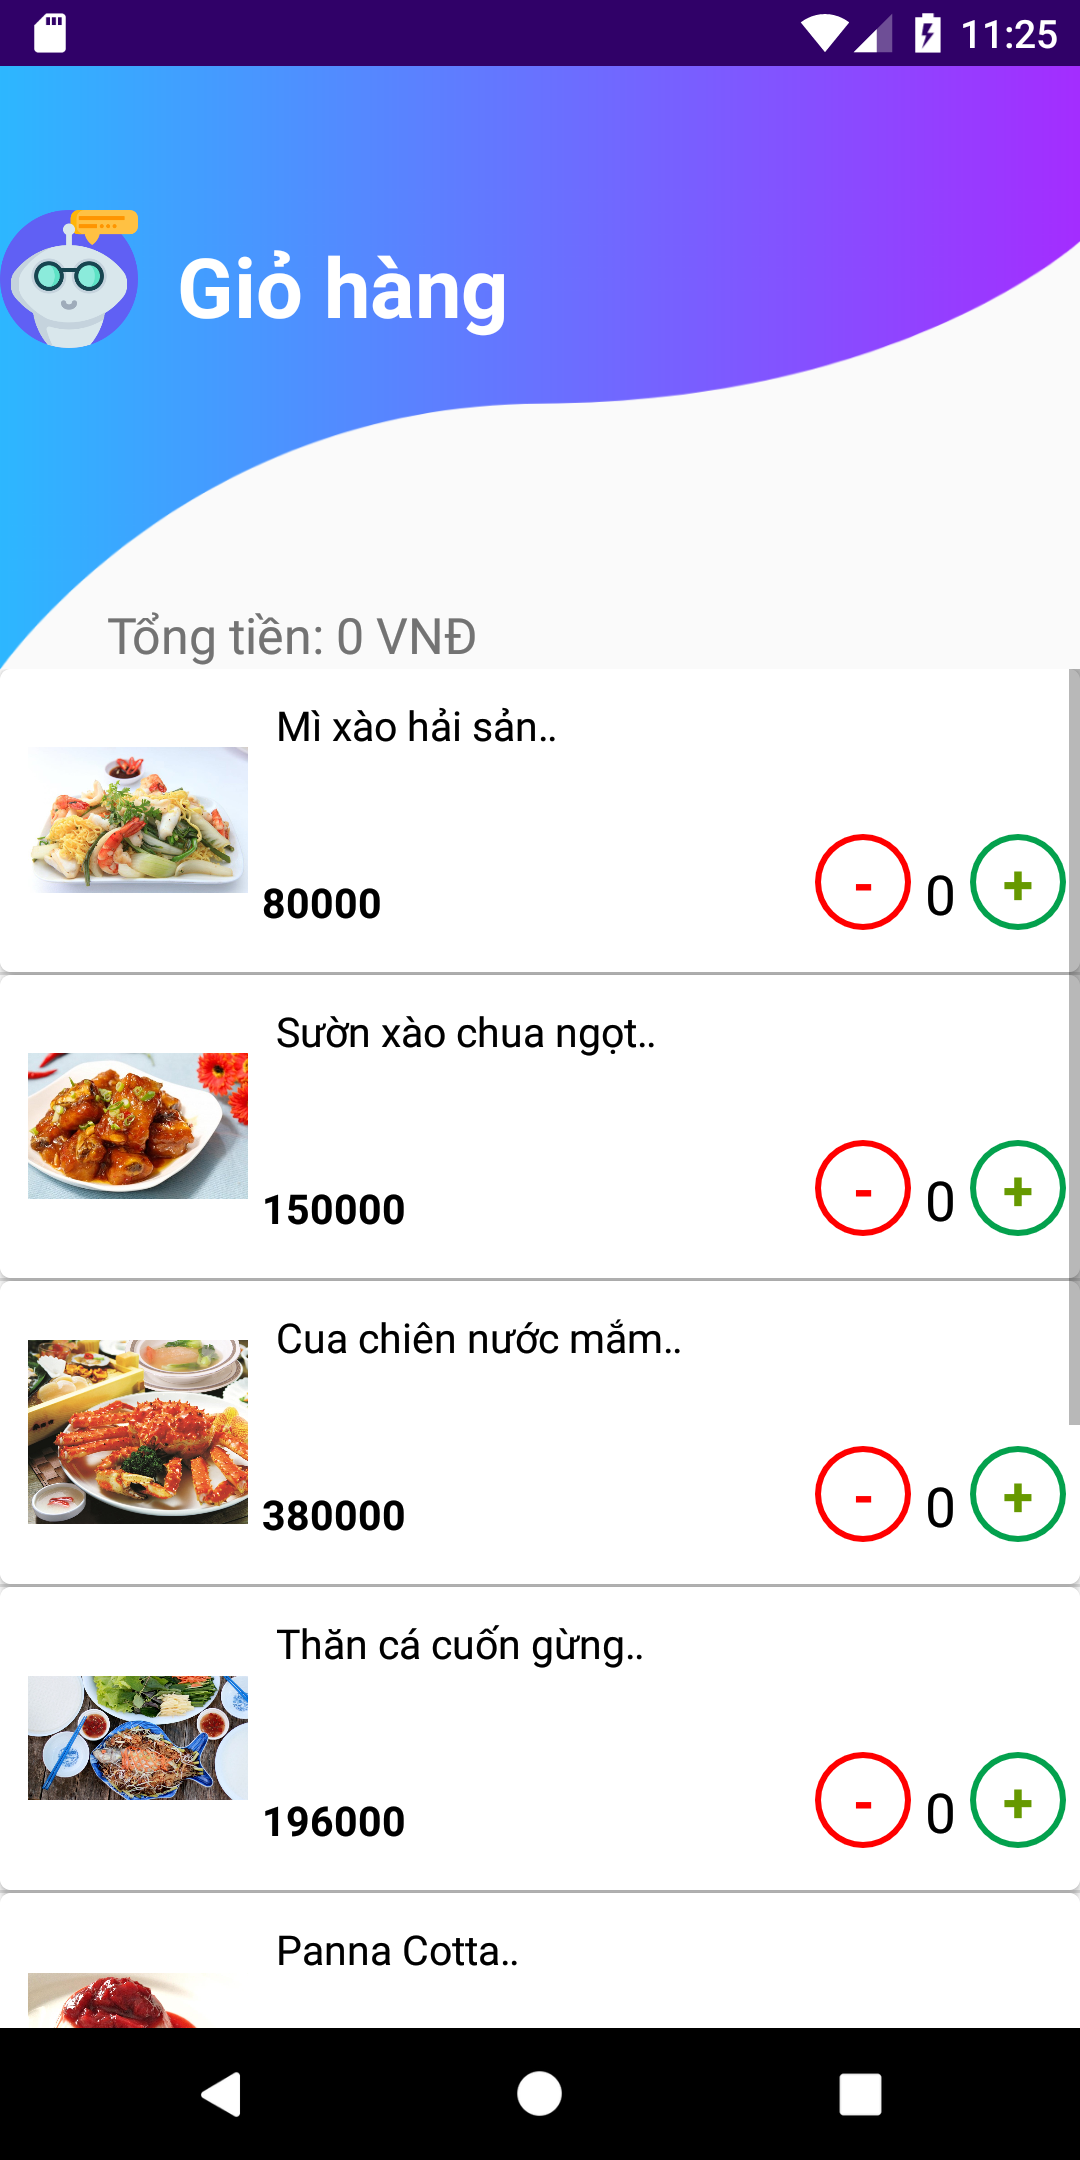 11:25
Giỏ hàng
Tổng tiền: 0 VNĐ
Mì xào hải sản..
80000
- 0 +
Sườn xào chua ngọt..
150000
- 0 +
Cua chiên nước mắm..
380000
- 0 +
Thăn cá cuốn gừng..
196000
- 0 +
Panna Cotta..